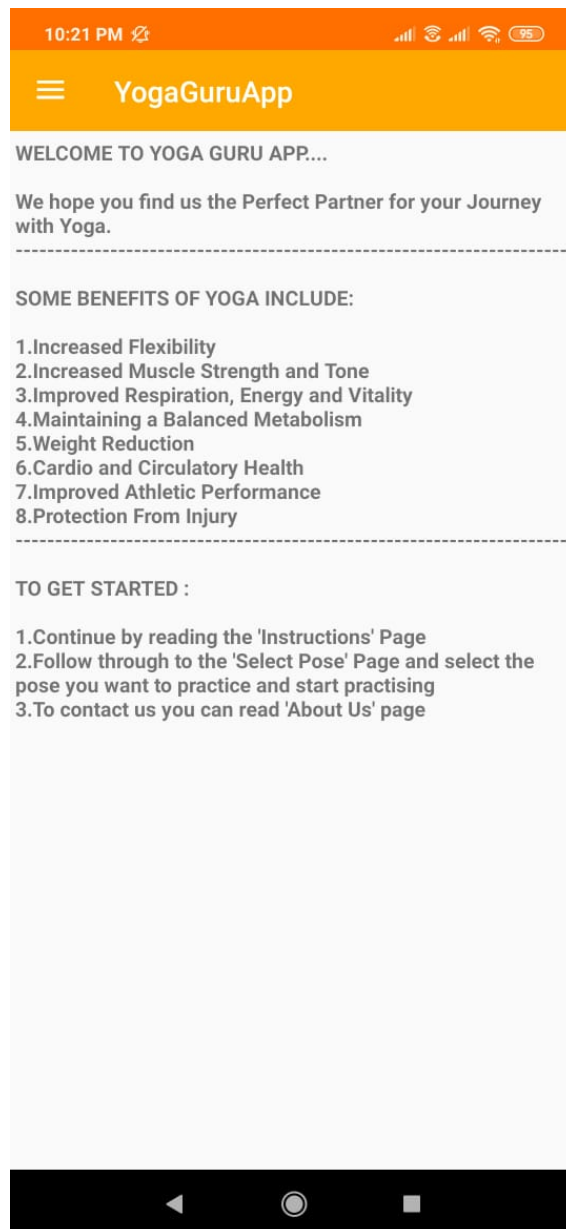 10:21 PM 95
YogaGuruApp
WELCOME TO YOGA GURU APP....
We hope you find us the Perfect Partner for your Journey
with Yoga.
----------------------------------------------------------------------
SOME BENEFITS OF YOGA INCLUDE:
1.Increased Flexibility
2.Increased Muscle Strength and Tone
3.Improved Respiration, Energy and Vitality
4.Maintaining a Balanced Metabolism
5.Weight Reduction
6.Cardio and Circulatory Health
7.Improved Athletic Performance
8.Protection From Injury
----------------------------------------------------------------------
TO GET STARTED :
1.Continue by reading the 'Instructions' Page
2.Follow through to the 'Select Pose' Page and select the
pose you want to practice and start practising
3.To contact us you can read 'About Us' page